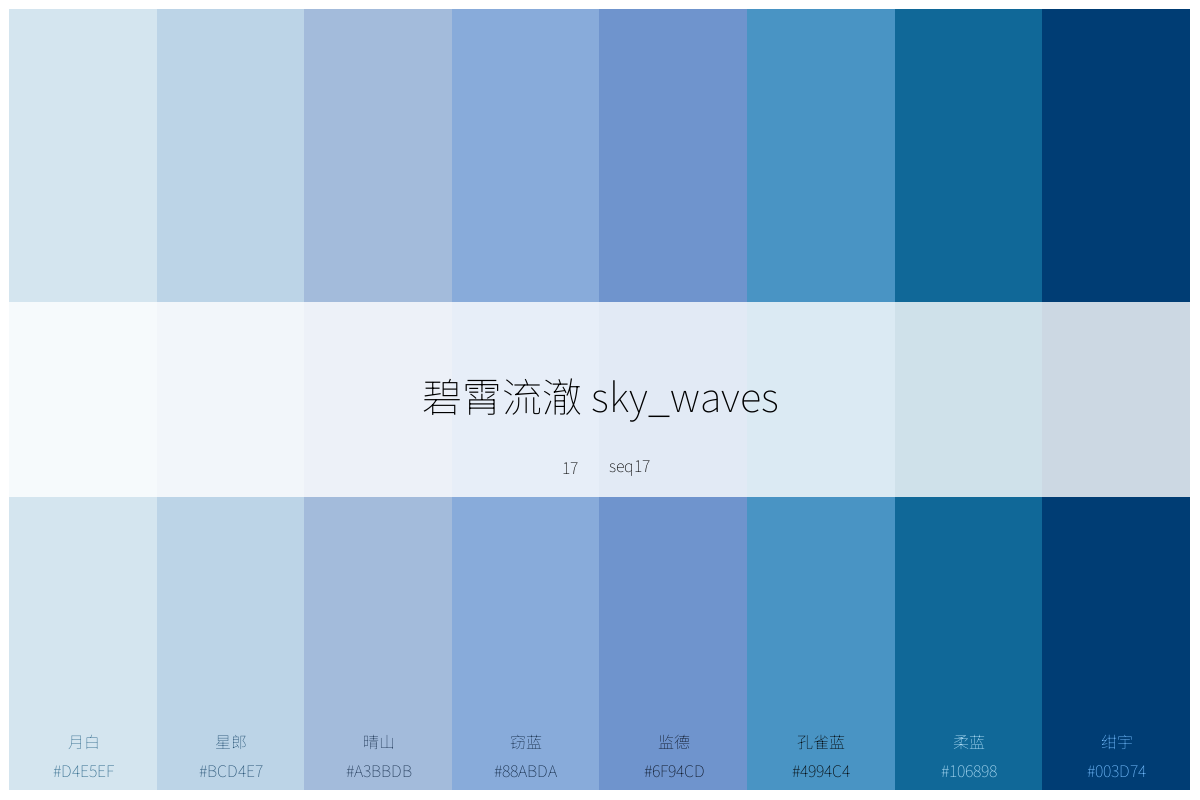 碧霄流澈 sky_waves
17 seq17
月白 星郎 晴山 窃蓝 监德 孔雀蓝 柔蓝 绀宇
#D4E5EF #BCD4E7 #A3BBDB #88ABDA #6F94CD #4994C4 #106898 #003D74